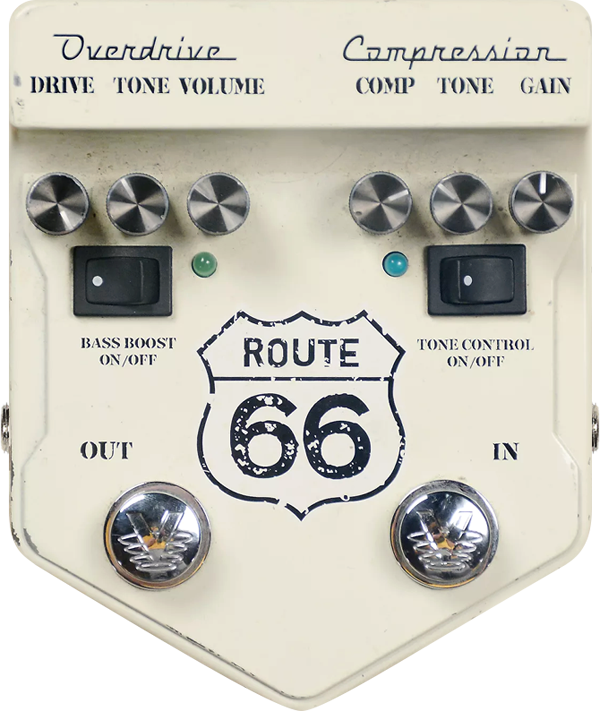 Overdrive
DRIVE TONE VOLUME
Compression
COMP TONE GAIN
BASS BOOST
ON/OFF
TONE CONTROL
ON/OFF
ROUTE
66
OUT
IN
V
V